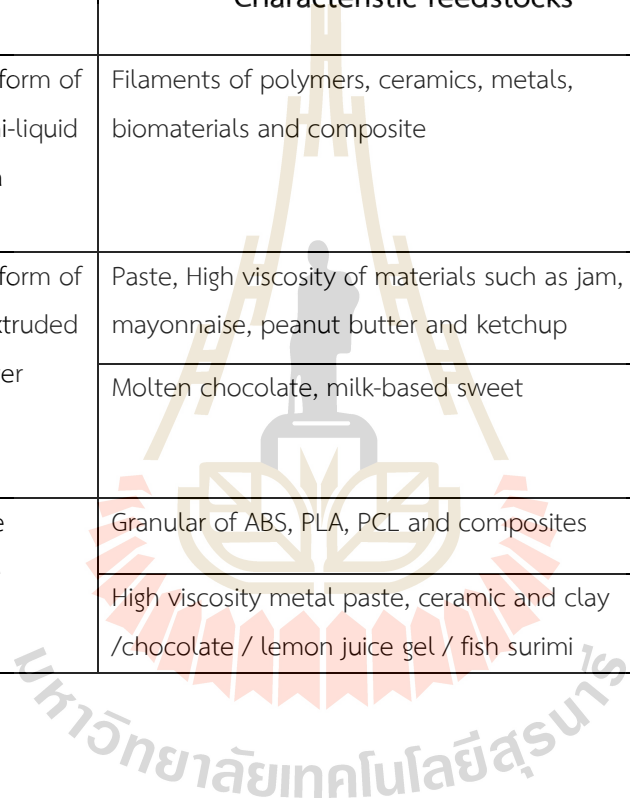 Characteristic feedstocks
form of
Filaments of polymers, ceramics, metals,
biomaterials and composite
form of
Paste, High viscosity of materials such as jam,
mayonnaise, peanut butter and ketchup
Molten chocolate, milk-based sweet
Granular of ABS, PLA, PCL and composites
High viscosity metal paste, ceramic and clay
/chocolate / lemon juice gel / fish surimi
มหาวิทยาลัยเทคโนโลยีสุรนารี